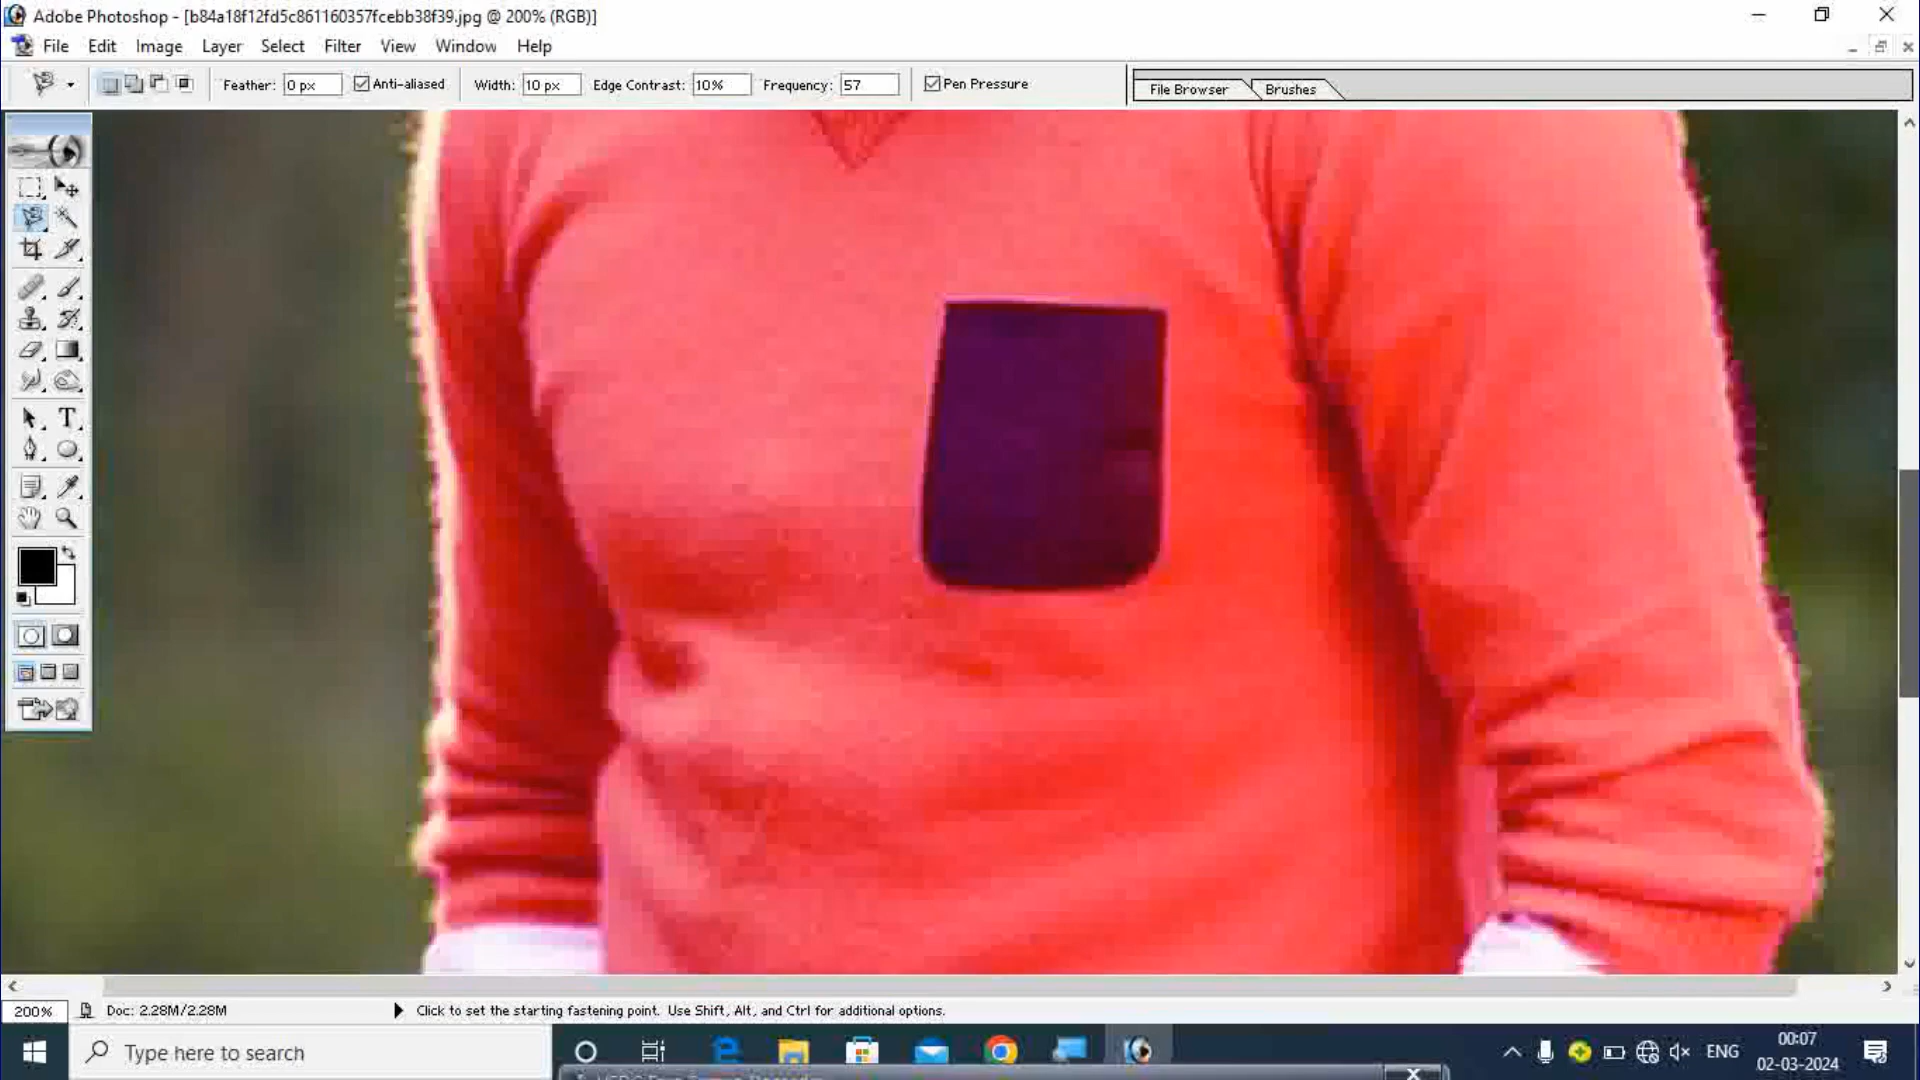 Adobe Photoshop - [b84a18f12fd5c861160357fcebb38f39.jpg @ 200% (RGB)]
File Edit Image Layer Select Filter View Window Help
Feather: 0 px Anti-aliased Width: 10 px Edge Contrast: 10% Frequency: 57 Pen Pressure File Browser Brushes
200% Doc: 2.28M/2.28M Click to set the starting fastening point. Use Shift, Alt, and Ctrl for additional options.
Type here to search
ENG
00:07
02-03-2024